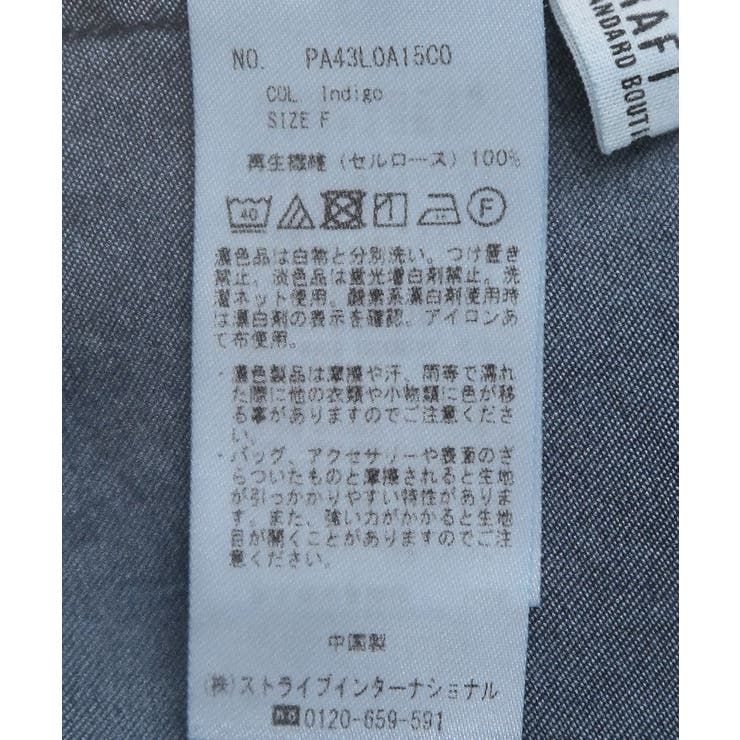 NO. PA43L0A15C0
COL Indigo
SIZE F
再生繊維 (セルロース) 100%
40
F
濃色品は白物と分別洗い。つけ置き
禁止。淡色品は蛍光増白剤禁止。洗
濯ネット使用。酸素系漂白剤使用時
は漂白剤の表示を確認。アイロンあ
て布使用。
・濃色製品は摩擦や汗、雨等で濡れ
た際に他の衣類や小物類に色が移
る事がありますのでご注意くださ
い。
・バッグ、アクセサリーや表面のざ
らついたものと摩擦されると生地
が引っかかりやすい特性がありま
す。また、強い力がかかると生地
目が開くことがありますのでご注
意ください。
中国製
(株)ストライプインターナショナル
0120-659-591
RAFT
STANDARD BOUTI